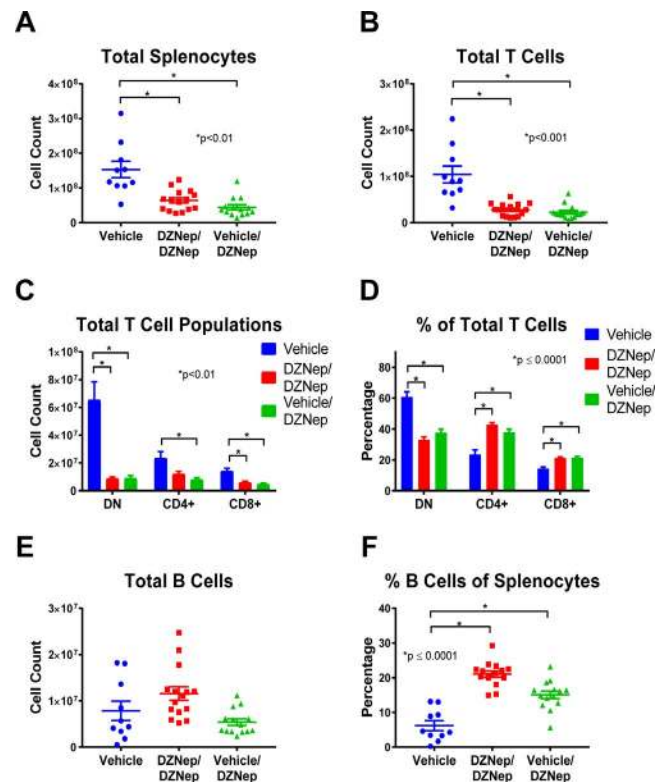 A
Total Splenocytes
4×10⁸
3×10⁸
2×10⁸
1×10⁸
0
Cell Count
*
*
*p<0.01
Vehicle
DZNep/
DZNep
Vehicle/
DZNep
B
Total T Cells
3×10⁸
2×10⁸
1×10⁸
0
Cell Count
*
*
*p<0.001
Vehicle
DZNep/
DZNep
Vehicle/
DZNep
C
Total T Cell Populations
1×10⁸
8×10⁷
6×10⁷
4×10⁷
2×10⁷
0
Cell Count
*
*
*
*
*
*p<0.01
Vehicle
DZNep/
DZNep
Vehicle/
DZNep
DN
CD4+
CD8+
D
% of Total T Cells
80
60
40
20
0
Percentage
*
*
*
*
*
*
*p ≤ 0.0001
Vehicle
DZNep/
DZNep
Vehicle/
DZNep
DN
CD4+
CD8+
E
Total B Cells
3×10⁷
2×10⁷
1×10⁷
0
Cell Count
Vehicle
DZNep/
DZNep
Vehicle/
DZNep
F
% B Cells of Splenocytes
40
30
20
10
0
Percentage
*
*
*p ≤ 0.0001
Vehicle
DZNep/
DZNep
Vehicle/
DZNep